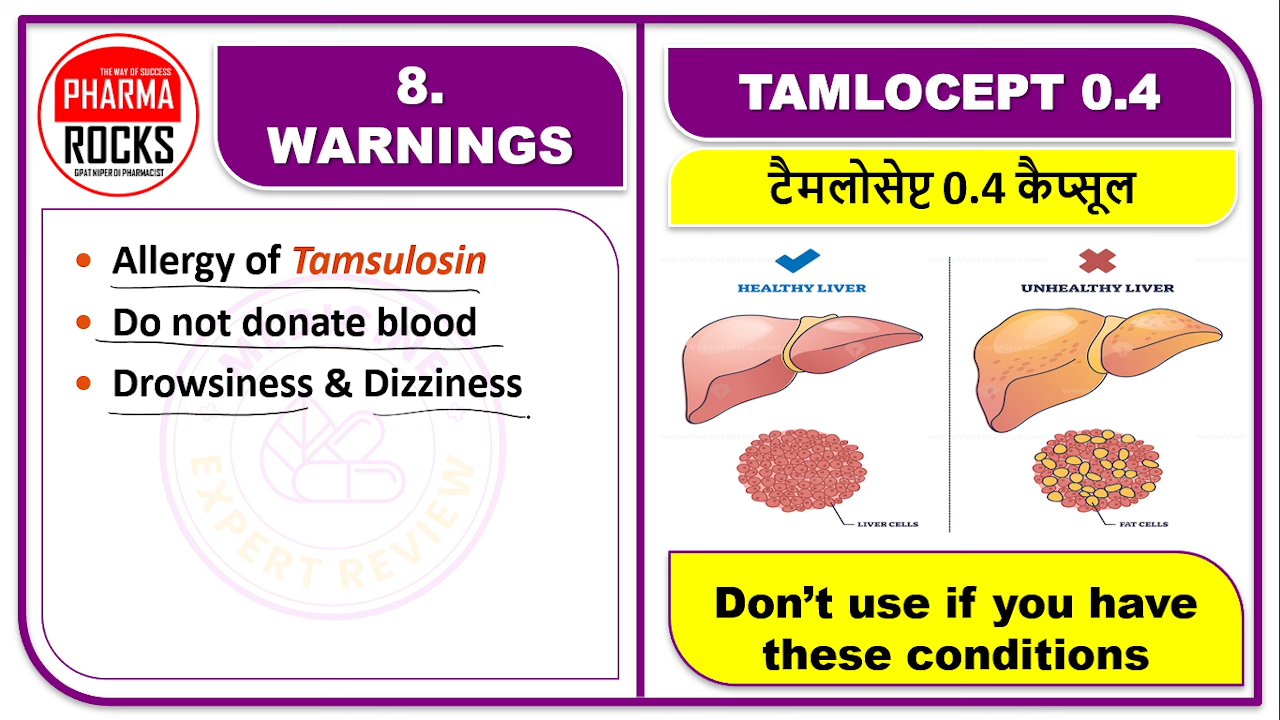 THE WAY OF SUCCESS
PHARMA
ROCKS
GPAT NIPER DI PHARMACIST
8.
WARNINGS
• Allergy of Tamsulosin
• Do not donate blood
• Drowsiness & Dizziness
EXPERT REVIEW
TAMLOCEPT 0.4
टैमलोसेप्ट 0.4 कैप्सूल
HEALTHY LIVER
UNHEALTHY LIVER
LIVER CELLS
FAT CELLS
Don’t use if you have
these conditions